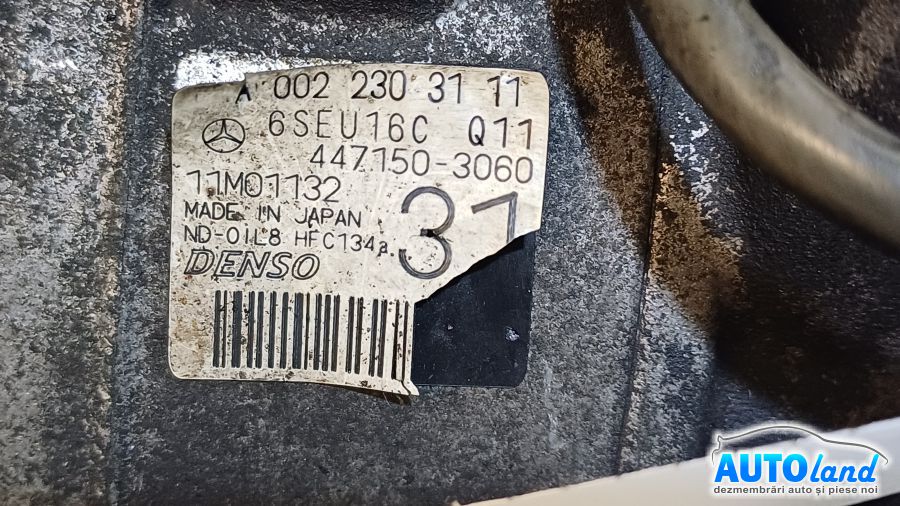 A 002 230 31 11
6SEU16C Q11
447150-3060
11M01132
MADE IN JAPAN
ND-OIL8 HFC134a
31
DENSO
AUTOland
dezmembrări auto și piese noi